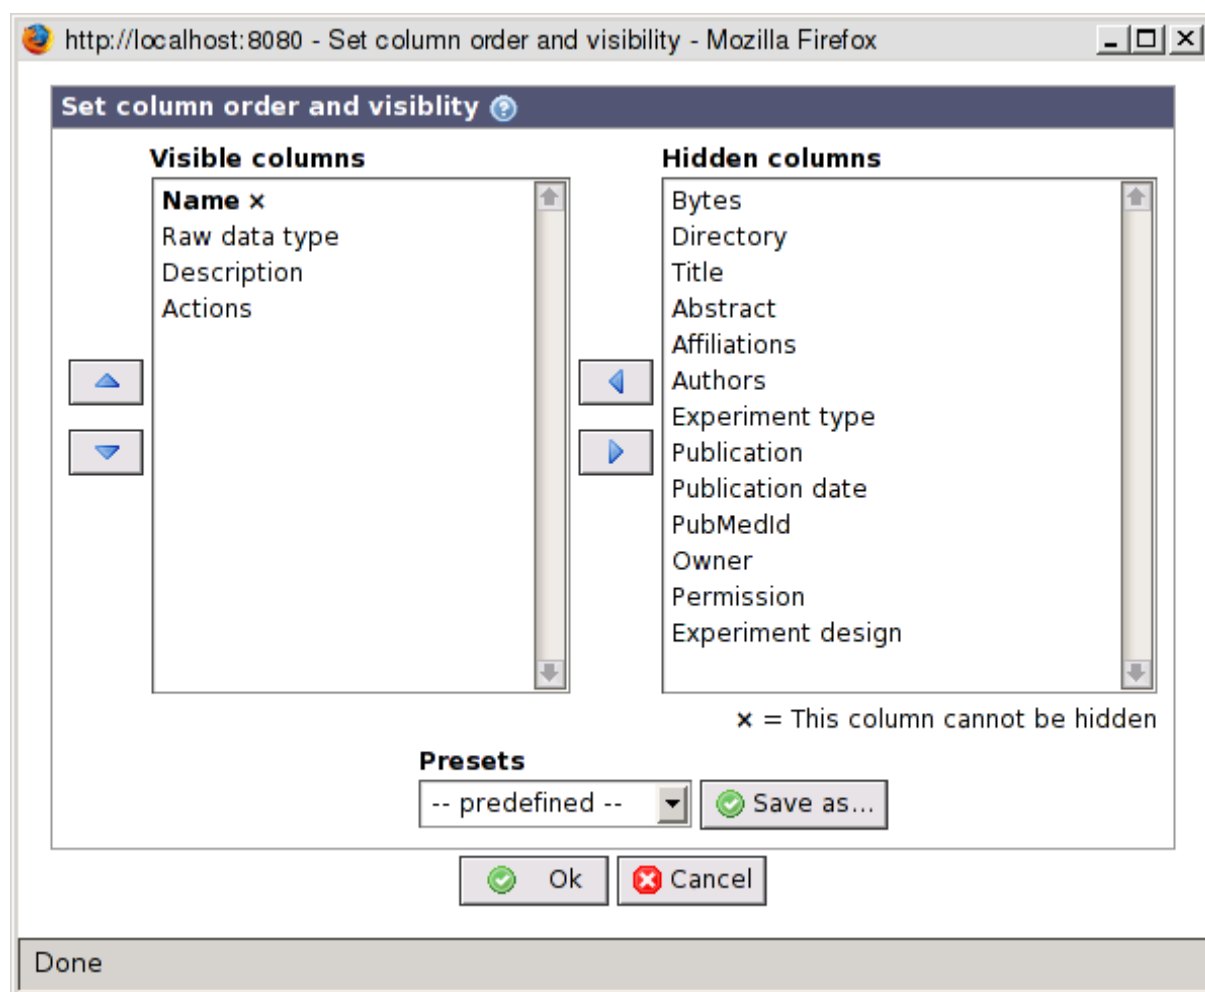 http://localhost:8080 - Set column order and visibility - Mozilla Firefox
Set column order and visiblity
Visible columns
Name ×
Raw data type
Description
Actions
Hidden columns
Bytes
Directory
Title
Abstract
Affiliations
Authors
Experiment type
Publication
Publication date
PubMedId
Owner
Permission
Experiment design
× = This column cannot be hidden
Presets
-- predefined --
Save as...
Ok
Cancel
Done